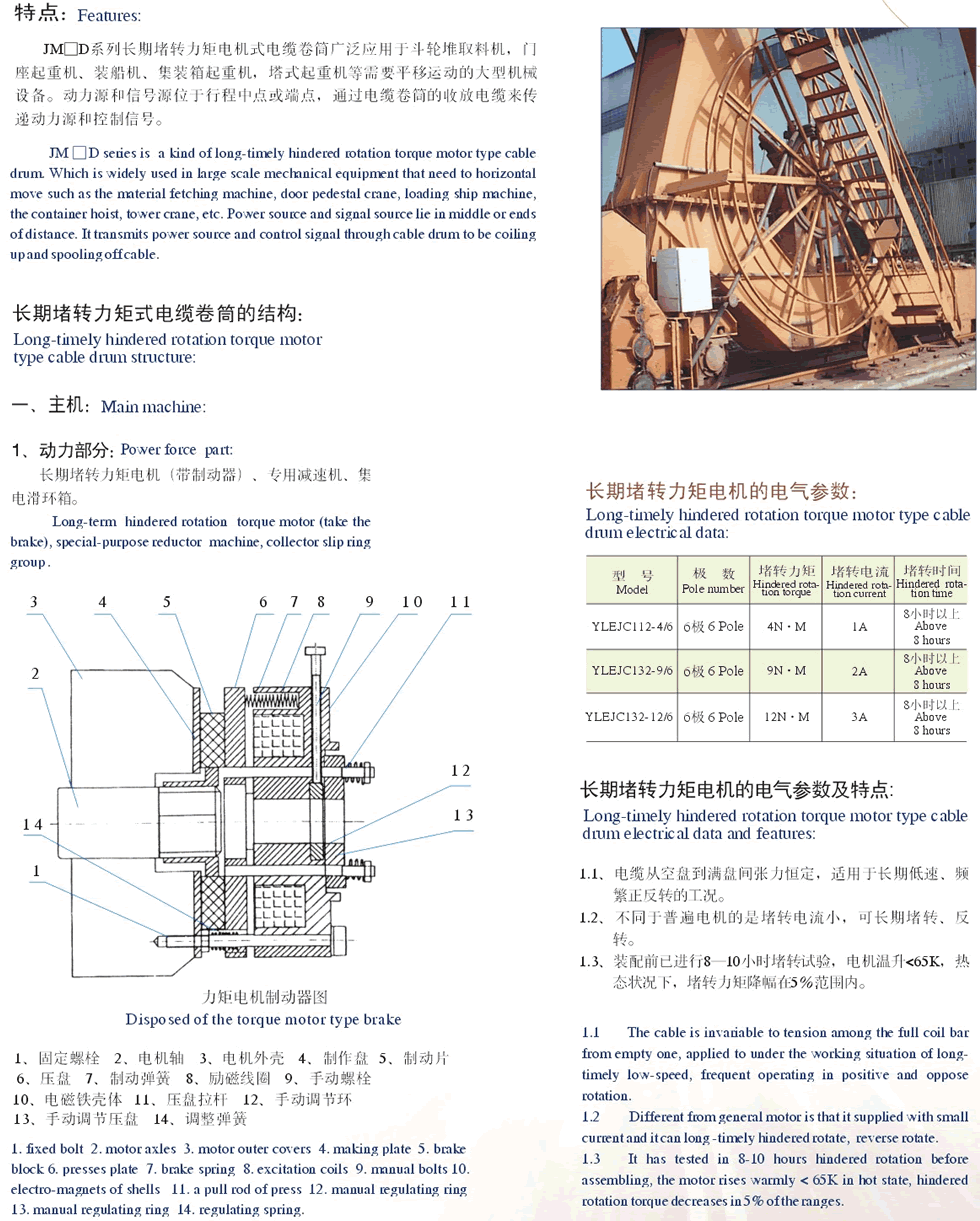 特点：Features:
JM□D系列长期堵转力矩电机式电缆卷筒广泛应用于斗轮堆取料机，门
座起重机、装船机、集装箱起重机，塔式起重机等需要平移运动的大型机械
设备。动力源和信号源位于行程中点或端点，通过电缆卷筒的收放电缆来传
递动力源和控制信号。
JM □ D series is a kind of long-timely hindered rotation torque motor type cable
drum. Which is widely used in large scale mechanical equipment that need to horizontal
move such as the material fetching machine, door pedestal crane, loading ship machine,
the container hoist, tower crane, etc. Power source and signal source lie in middle or ends
of distance. It transmits power source and control signal through cable drum to be coiling
up and spooling off cable.
长期堵转力矩式电缆卷筒的结构：
Long-timely hindered rotation torque motor
type cable drum structure:
一、主机：Main machine:
1、动力部分：Power force part:
长期堵转力矩电机（带制动器）、专用减速机、集
电滑环箱。
Long-term hindered rotation torque motor (take the
brake), special-purpose reductor machine, collector slip ring
group.
3 4 5 6 7 8 9 10 11
2
12
13
14
1
力矩电机制动器图
Disposed of the torque motor type brake
1、固定螺栓 2、电机轴 3、电机外壳 4、制作盘 5、制动片
6、压盘 7、制动弹簧 8、励磁线圈 9、手动螺栓
10、电磁铁壳体 11、压盘拉杆 12、手动调节环
13、手动调节压盘 14、调整弹簧
1. fixed bolt 2. motor axles 3. motor outer covers 4. making plate 5. brake
block 6. presses plate 7. brake spring 8. excitation coils 9. manual bolts 10.
electro-magnets of shells 11. a pull rod of press 12. manual regulating ring
13. manual regulating ring 14. regulating spring.
长期堵转力矩电机的电气参数：
Long-timely hindered rotation torque motor type cable
drum electrical data:
型 号 极 数 堵转力矩 堵转电流 堵转时间
Model Pole number Hindered rota-tion torque Hindered rota-tion current Hindered rota-tion time
YLEJC112-4/6 6极 6 Pole 4N·M 1A 8小时以上 Above 8 hours
YLEJC132-9/6 6极 6 Pole 9N·M 2A 8小时以上 Above 8 hours
YLEJC132-12/6 6极 6 Pole 12N·M 3A 8小时以上 Above 8 hours
长期堵转力矩电机的电气参数及特点：
Long-timely hindered rotation torque motor type cable
drum electrical data and features:
1.1、电缆从空盘到满盘间张力恒定，适用于长期低速、频
繁正反转的工况。
1.2、不同于普遍电机的是堵转电流小，可长期堵转、反
转。
1.3、装配前已进行8—10小时堵转试验，电机温升<65K，热
态状况下，堵转力矩降幅在5%范围内。
1.1 The cable is invariable to tension among the full coil bar
from empty one, applied to under the working situation of long-
timely low-speed, frequent operating in positive and oppose
rotation.
1.2 Different from general motor is that it supplied with small
current and it can long -timely hindered rotate, reverse rotate.
1.3 It has tested in 8-10 hours hindered rotation before
assembling, the motor rises warmly < 65K in hot state, hindered
rotation torque decreases in 5% of the ranges.